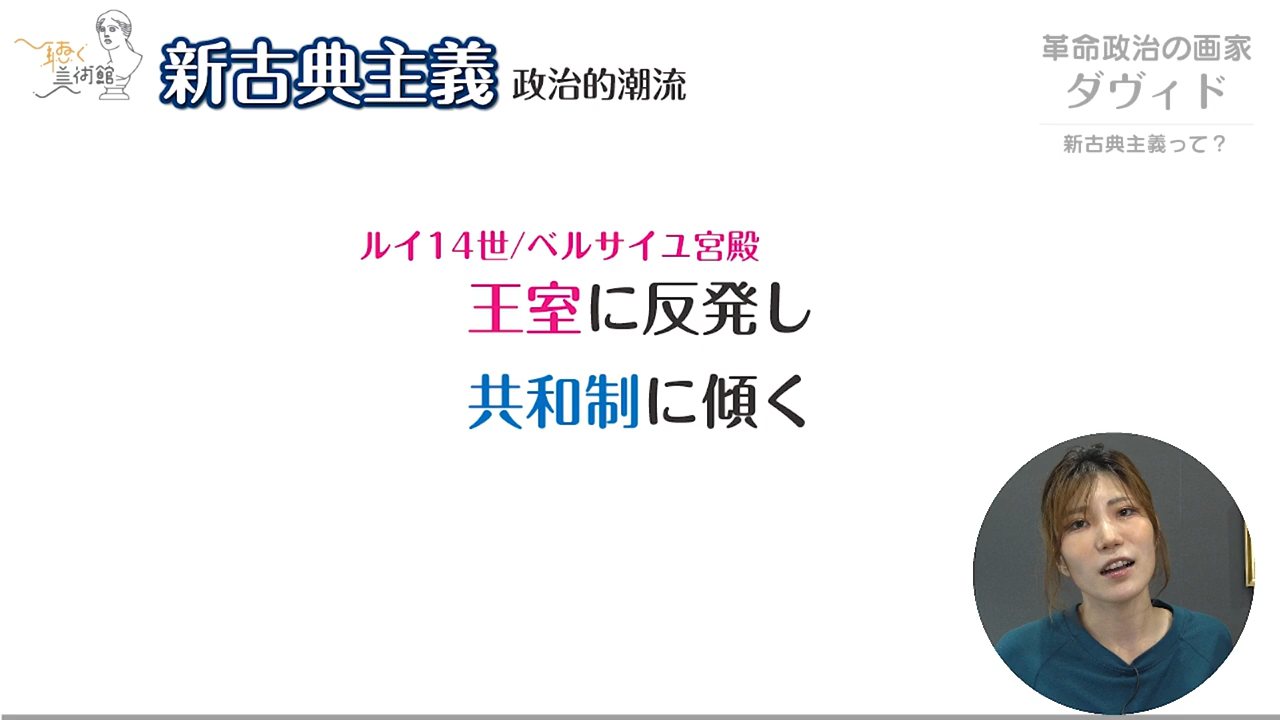 聴く
美術館
新古典主義 政治的潮流
革命政治の画家
ダヴィド
新古典主義って？
ルイ14世/ベルサイユ宮殿
王室に反発し
共和制に傾く